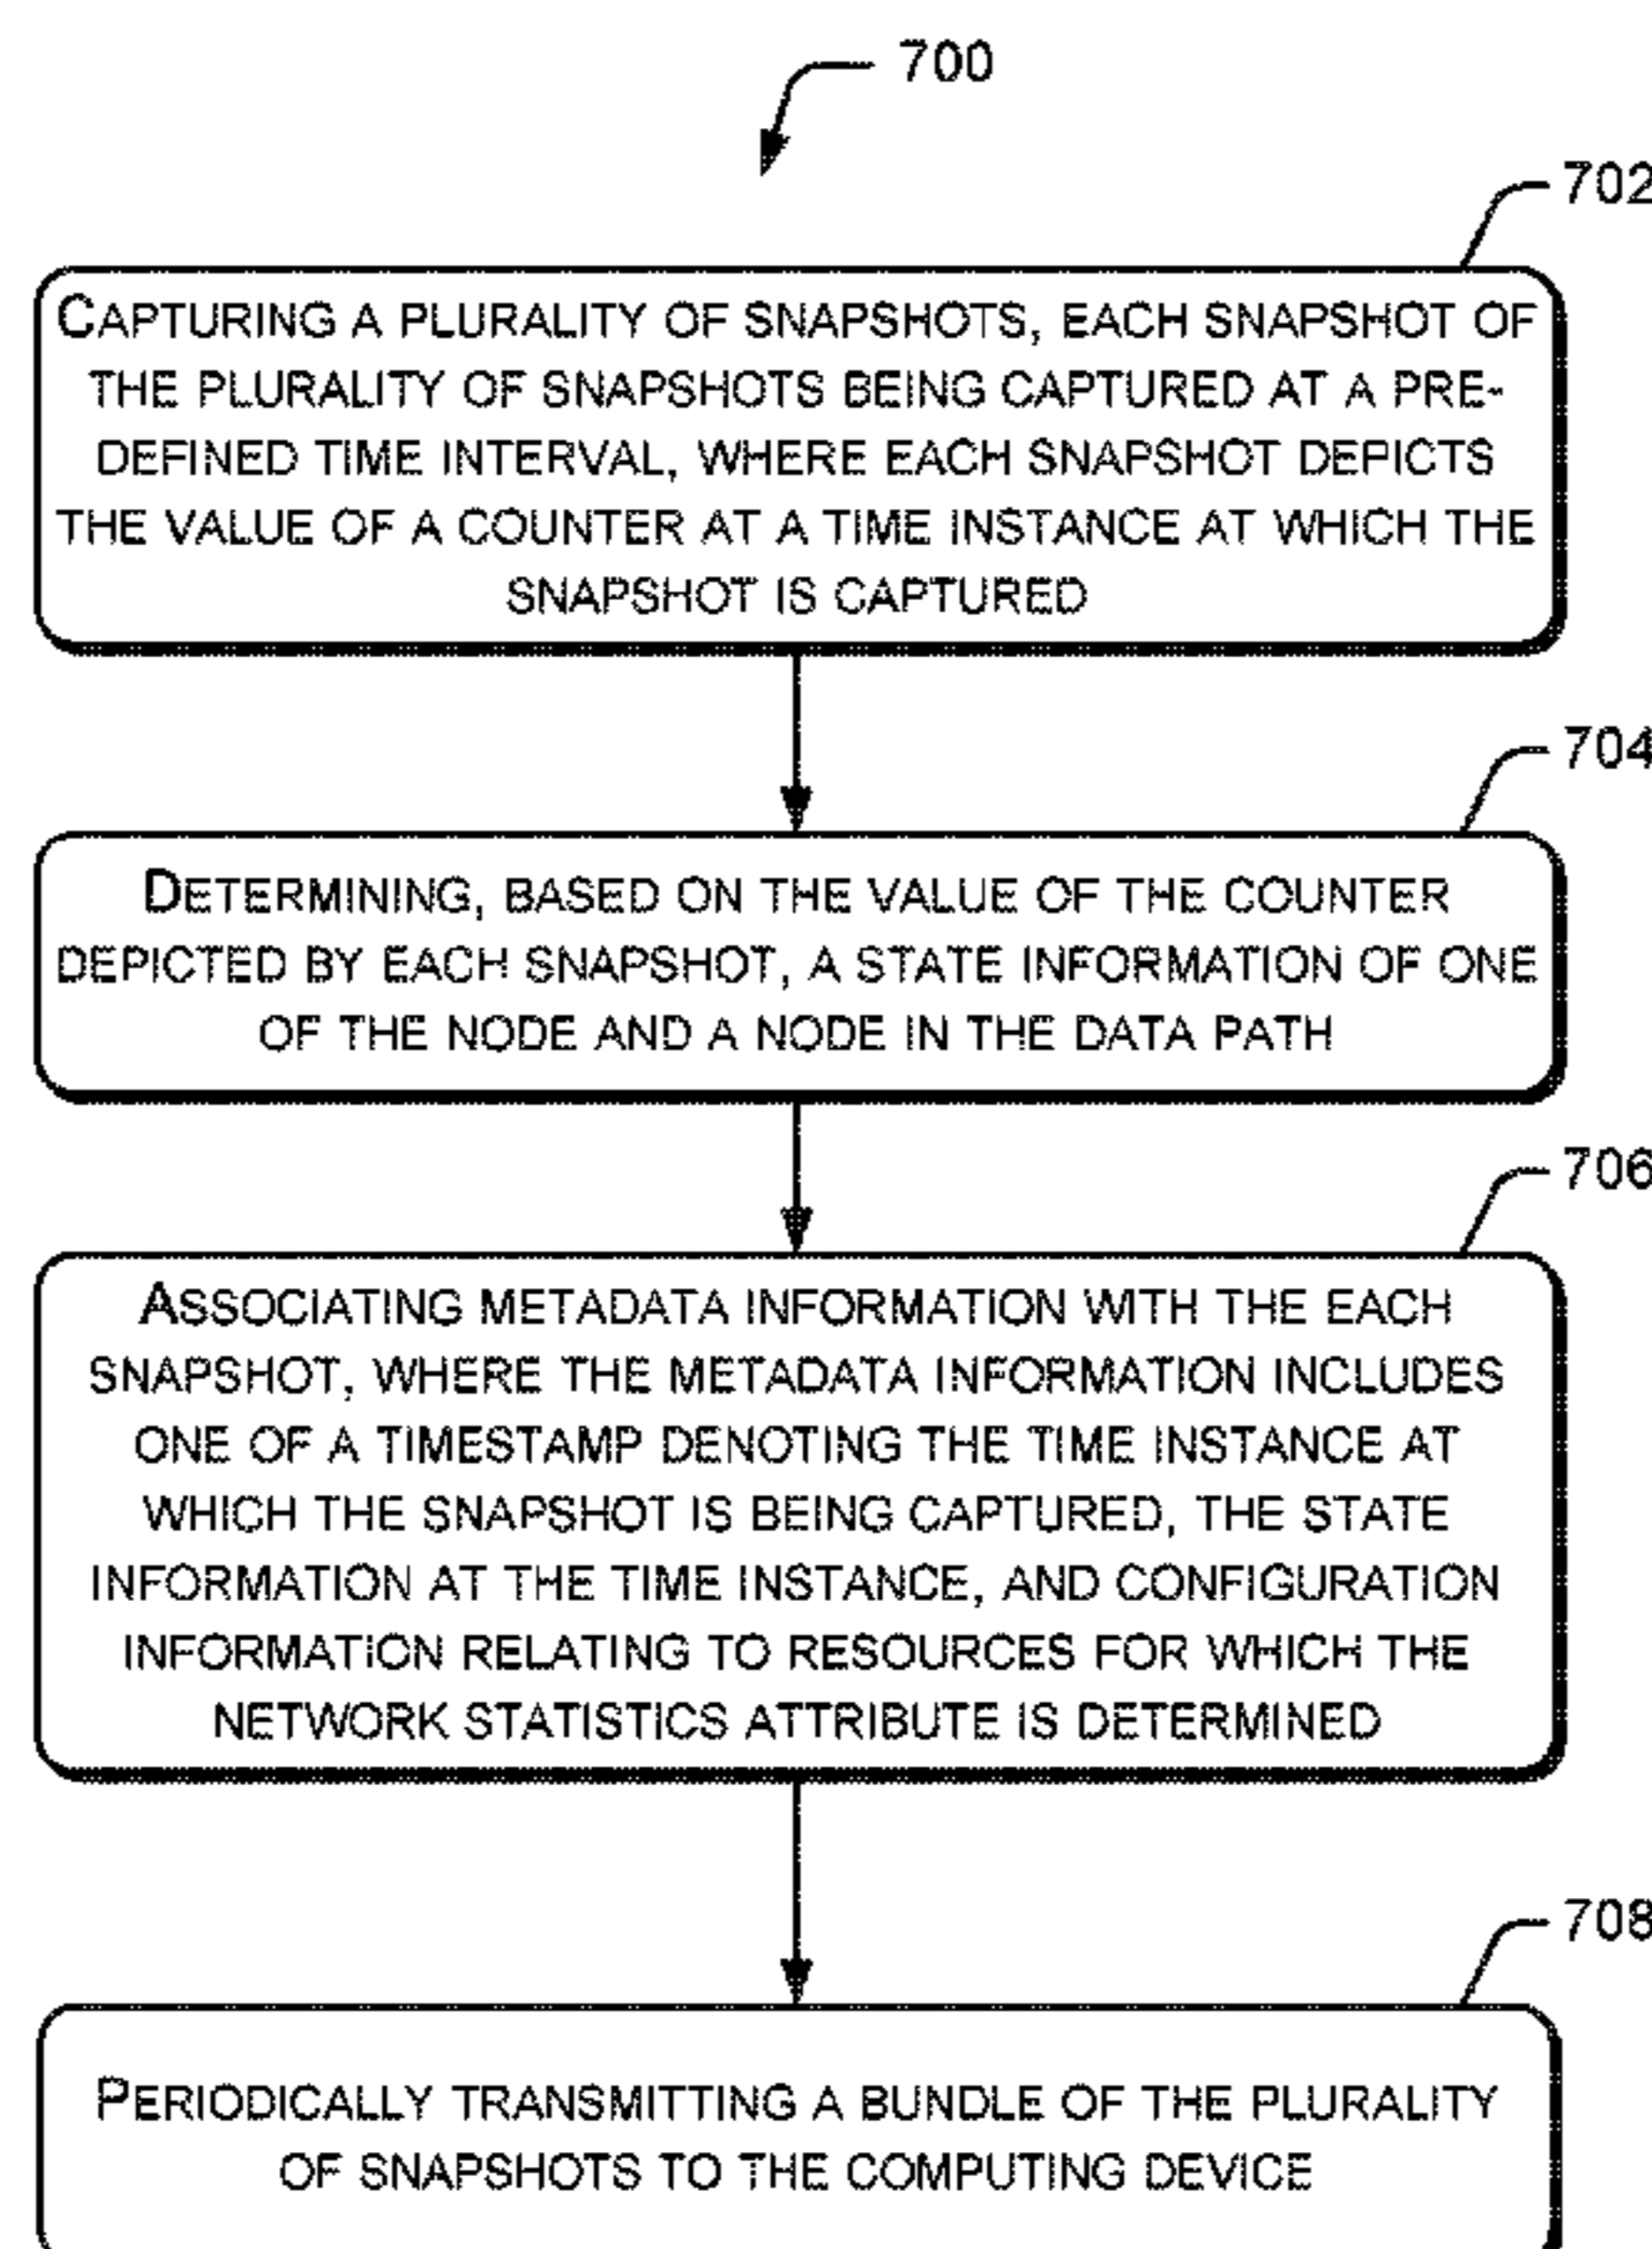 700
702
CAPTURING A PLURALITY OF SNAPSHOTS, EACH SNAPSHOT OF
THE PLURALITY OF SNAPSHOTS BEING CAPTURED AT A PRE-
DEFINED TIME INTERVAL, WHERE EACH SNAPSHOT DEPICTS
THE VALUE OF A COUNTER AT A TIME INSTANCE AT WHICH THE
SNAPSHOT IS CAPTURED
704
DETERMINING, BASED ON THE VALUE OF THE COUNTER
DEPICTED BY EACH SNAPSHOT, A STATE INFORMATION OF ONE
OF THE NODE AND A NODE IN THE DATA PATH
706
ASSOCIATING METADATA INFORMATION WITH THE EACH
SNAPSHOT, WHERE THE METADATA INFORMATION INCLUDES
ONE OF A TIMESTAMP DENOTING THE TIME INSTANCE AT
WHICH THE SNAPSHOT IS BEING CAPTURED, THE STATE
INFORMATION AT THE TIME INSTANCE, AND CONFIGURATION
INFORMATION RELATING TO RESOURCES FOR WHICH THE
NETWORK STATISTICS ATTRIBUTE IS DETERMINED
708
PERIODICALLY TRANSMITTING A BUNDLE OF THE PLURALITY
OF SNAPSHOTS TO THE COMPUTING DEVICE